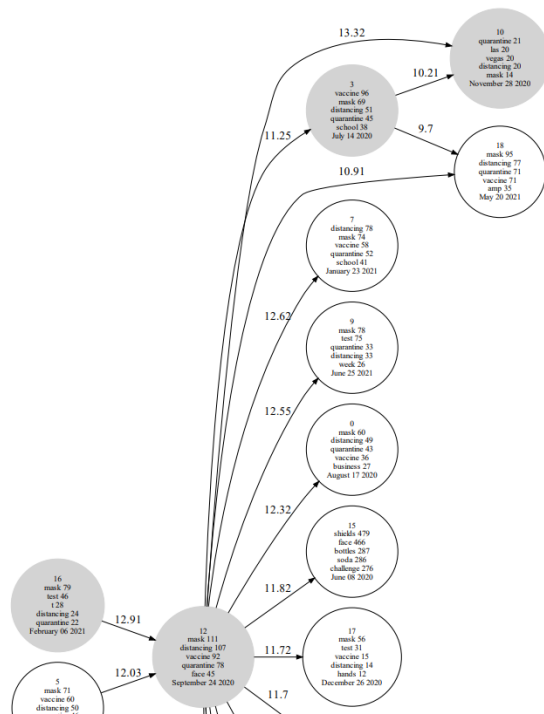 13.32
10
quarantine 21
las 20
vegas 20
distancing 20
mask 14
November 28 2020
10.21
3
vaccine 96
mask 69
distancing 51
quarantine 45
school 38
July 14 2020
11.25
9.7
18
mask 95
distancing 77
quarantine 71
vaccine 71
amp 35
May 20 2021
10.91
7
distancing 78
mask 74
vaccine 58
quarantine 52
school 41
January 23 2021
12.62
9
mask 78
test 75
quarantine 33
distancing 33
week 26
June 25 2021
12.55
0
mask 60
distancing 49
quarantine 43
vaccine 36
business 27
August 17 2020
12.32
15
shields 479
face 466
bottles 287
soda 286
challenge 276
June 08 2020
11.82
16
mask 79
test 46
t 28
distancing 24
quarantine 22
February 06 2021
12.91
12
mask 111
distancing 107
vaccine 92
quarantine 78
face 45
September 24 2020
11.72
17
mask 56
test 31
vaccine 15
distancing 14
hands 12
December 26 2020
12.03
5
mask 71
vaccine 60
distancing 50
11.7